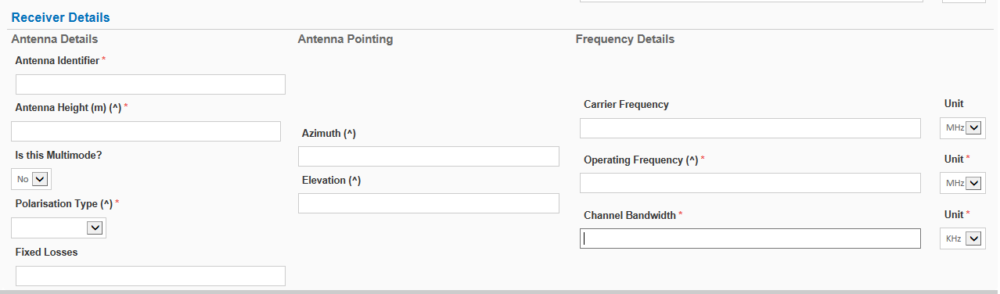 Receiver Details
Antenna Details
Antenna Pointing
Frequency Details
Antenna Identifier *
Antenna Height (m) (^) *
Is this Multimode?
No
Polarisation Type (^) *
Fixed Losses
Azimuth (^)
Elevation (^)
Carrier Frequency
Unit
MHz
Operating Frequency (^) *
Unit *
MHz
Channel Bandwidth *
Unit *
KHz